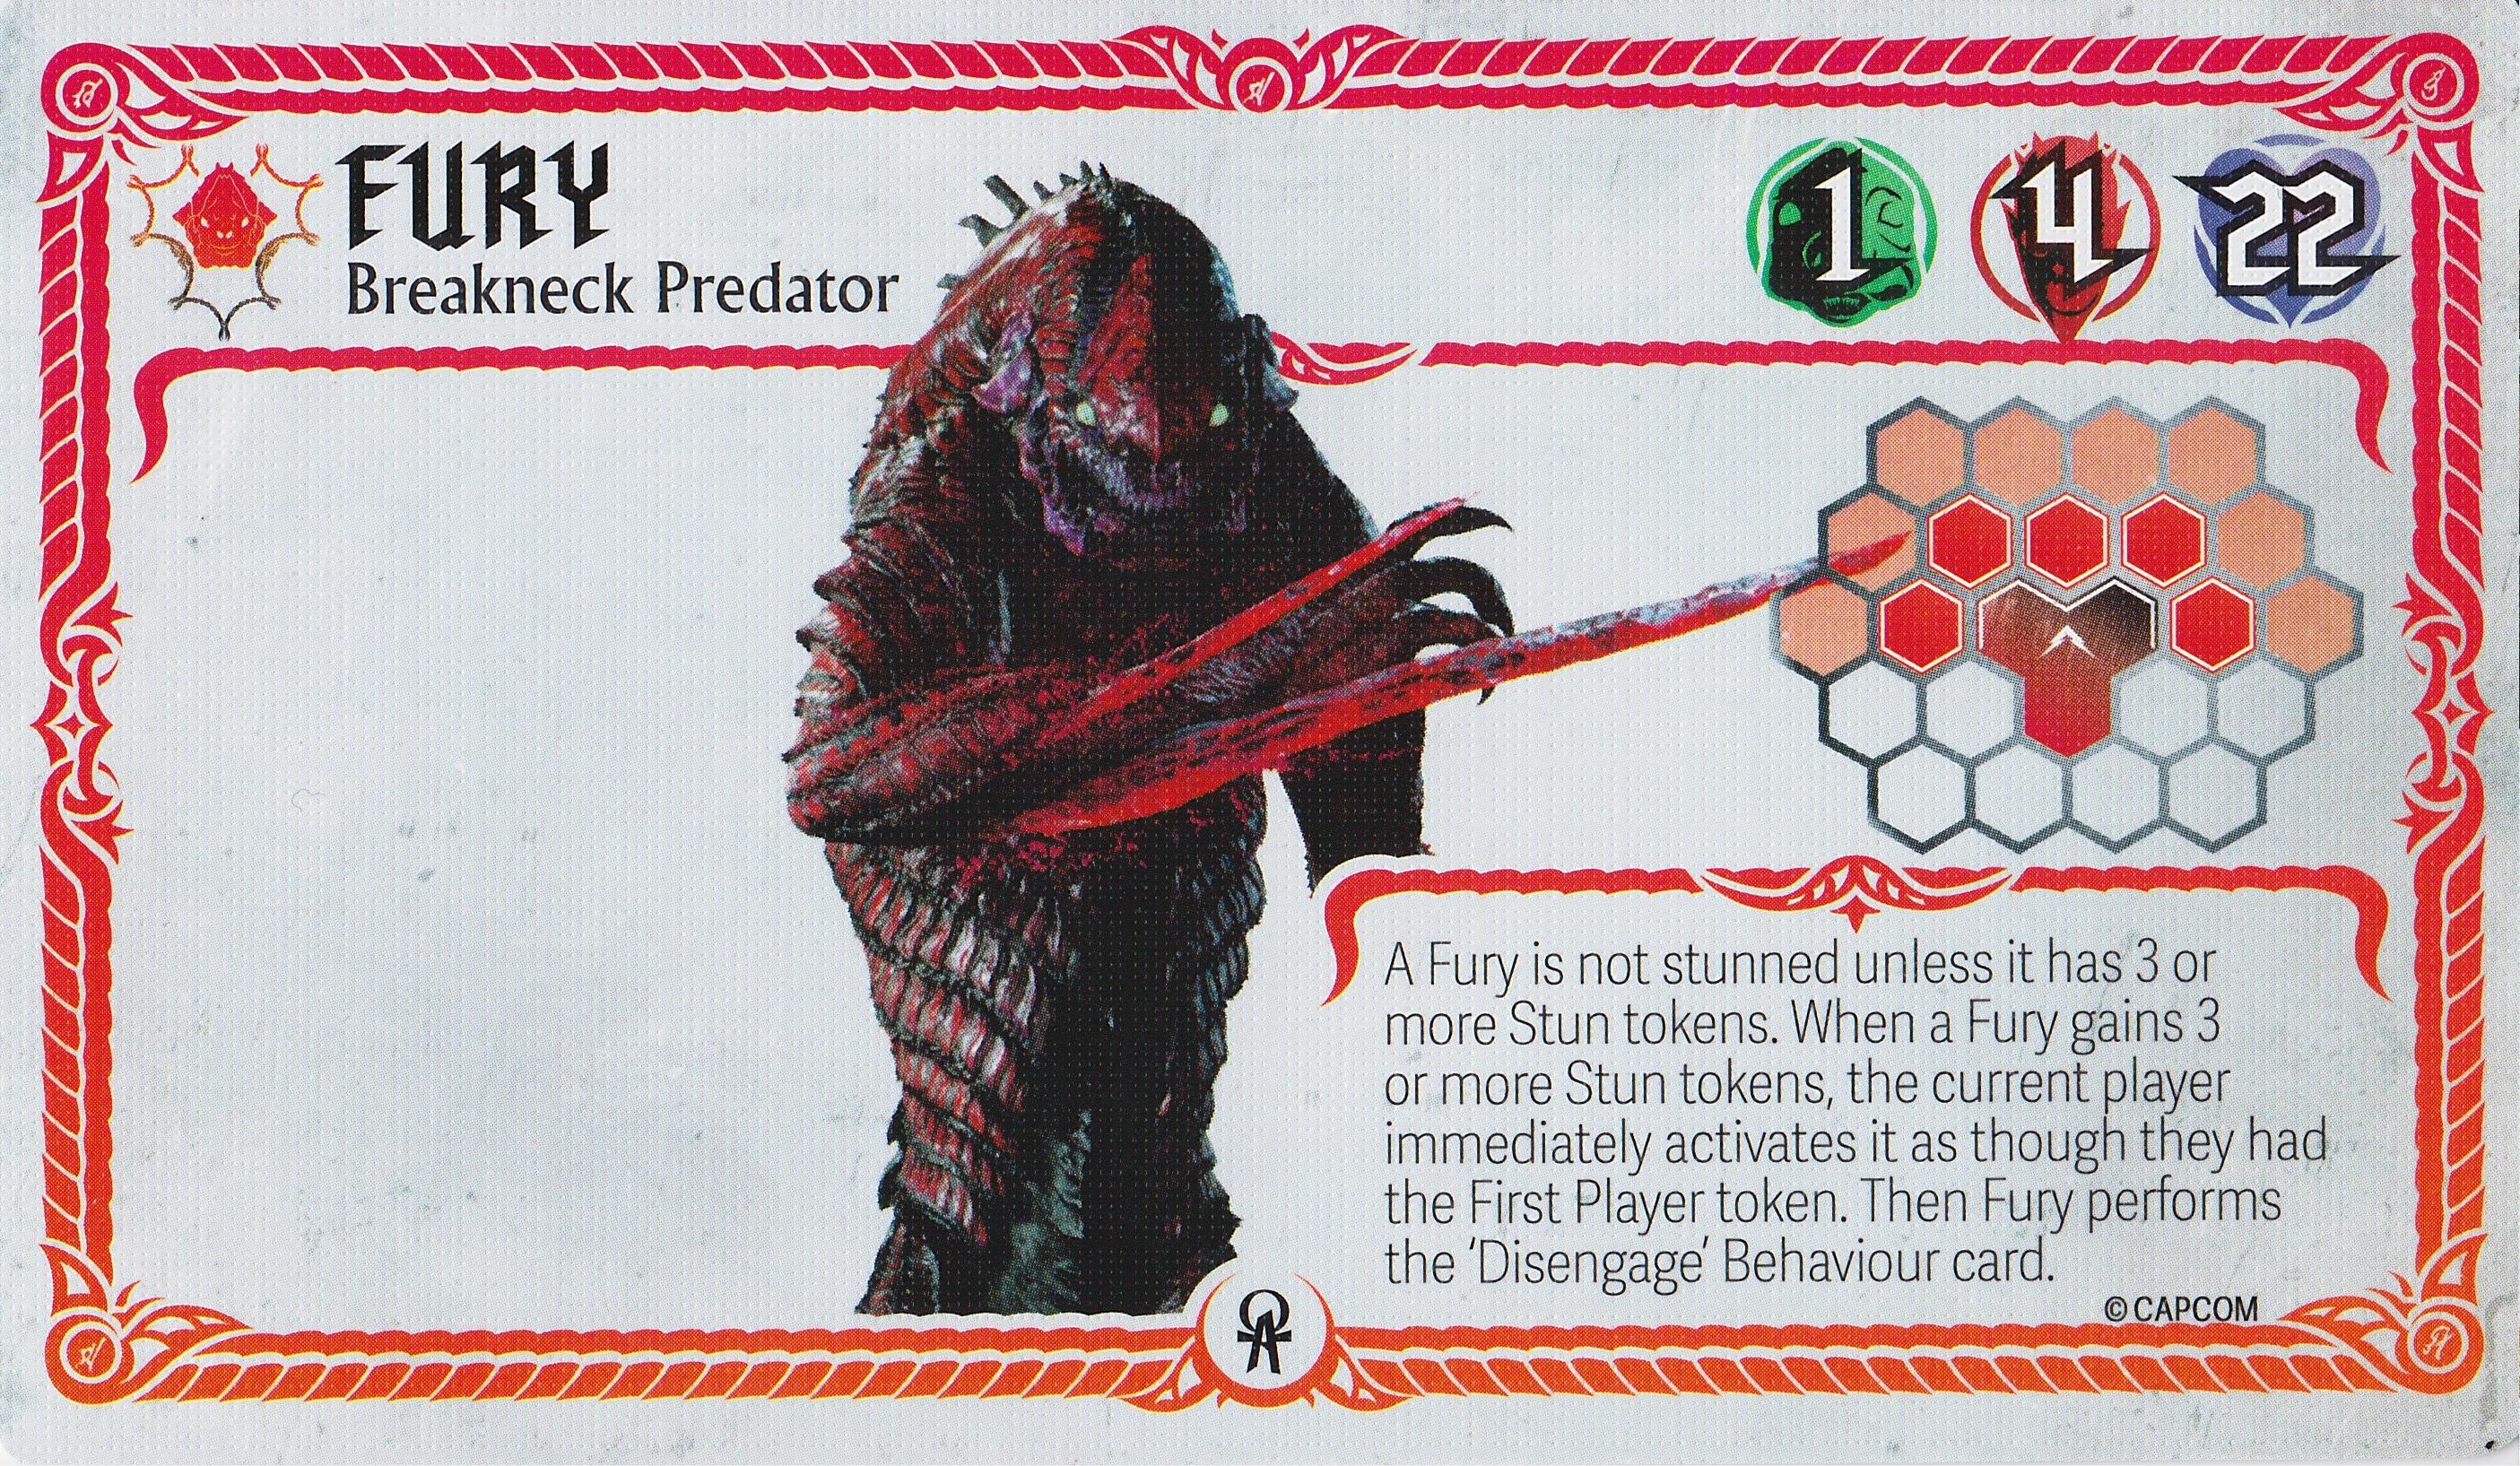 FURY
Breakneck Predator
1 4 22
A Fury is not stunned unless it has 3 or
more Stun tokens. When a Fury gains 3
or more Stun tokens, the current player
immediately activates it as though they had
the First Player token. Then Fury performs
the ‘Disengage’ Behaviour card.
© CAPCOM